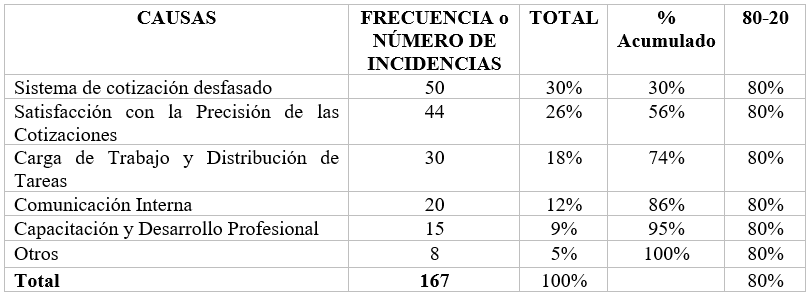 CAUSAS FRECUENCIA o NÚMERO DE INCIDENCIAS TOTAL % Acumulado 80-20
Sistema de cotización desfasado 50 30% 30% 80%
Satisfacción con la Precisión de las Cotizaciones 44 26% 56% 80%
Carga de Trabajo y Distribución de Tareas 30 18% 74% 80%
Comunicación Interna 20 12% 86% 80%
Capacitación y Desarrollo Profesional 15 9% 95% 80%
Otros 8 5% 100% 80%
Total 167 100% 80%